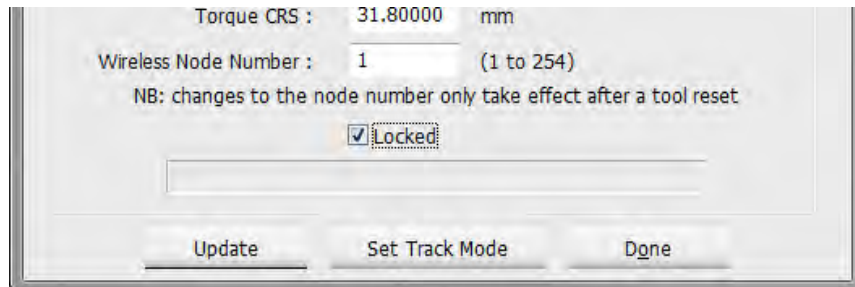 Torque CRS : 31.80000 mm
Wireless Node Number : 1 (1 to 254)
NB: changes to the node number only take effect after a tool reset
Locked
Update Set Track Mode Done